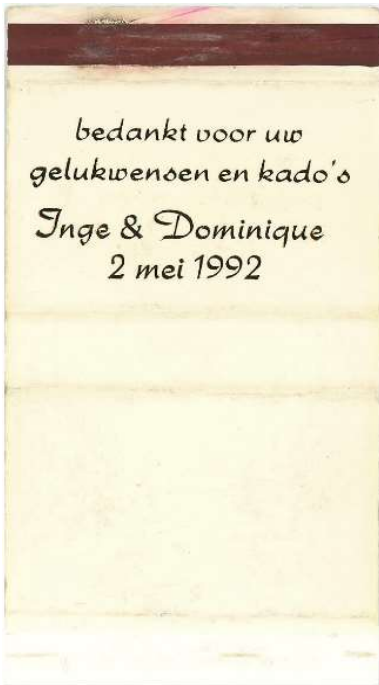 bedankt voor uw
gelukwensen en kado's
Inge & Dominique
2 mei 1992